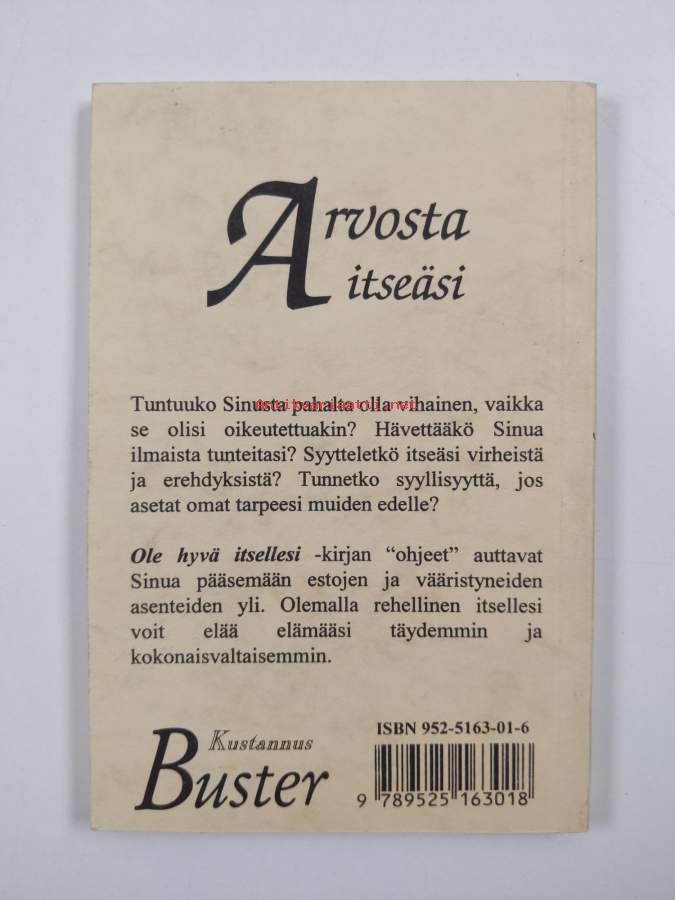 Arvosta
itseäsi
Tuntuuko Sinusta pahalta olla vihainen, vaikka
antikvariaatti.net
se olisi oikeutettuakin? Hävettääkö Sinua
ilmaista tunteitasi? Syytteletkö itseäsi virheistä
ja erehdyksistä? Tunnetko syyllisyyttä, jos
asetat omat tarpeesi muiden edelle?
Ole hyvä itsellesi -kirjan “ohjeet” auttavat
Sinua pääsemään estojen ja vääristyneiden
asenteiden yli. Olemalla rehellinen itsellesi
voit elää elämääsi täydemmin ja
kokonaisvaltaisemmin.
Kustannus
Buster
ISBN 952-5163-01-6
9 789525 163018